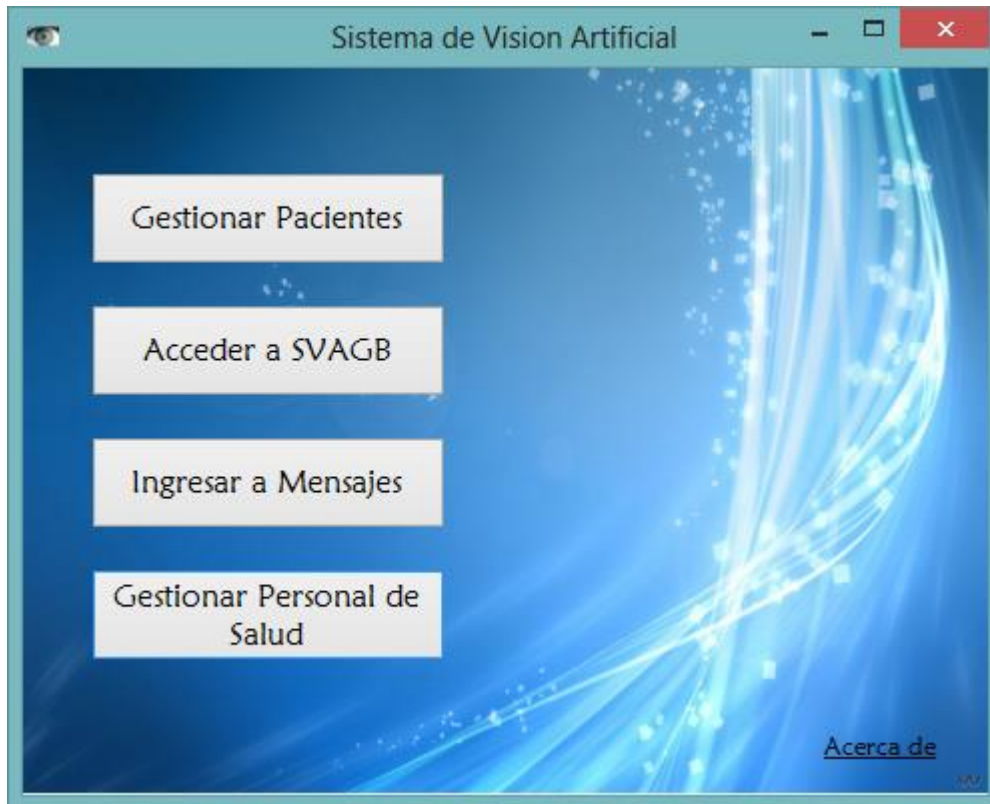 Sistema de Vision Artificial
Gestionar Pacientes
Acceder a SVAGB
Ingresar a Mensajes
Gestionar Personal de
Salud
Acerca de